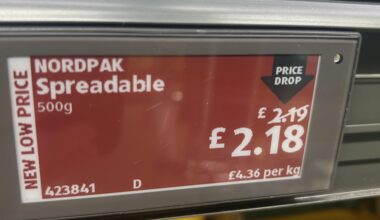 NEW LOW PRICE
NORDPAK
Spreadable
500g
PRICE
DROP
£2.19
£2.18
£4.36 per kg
423841 D